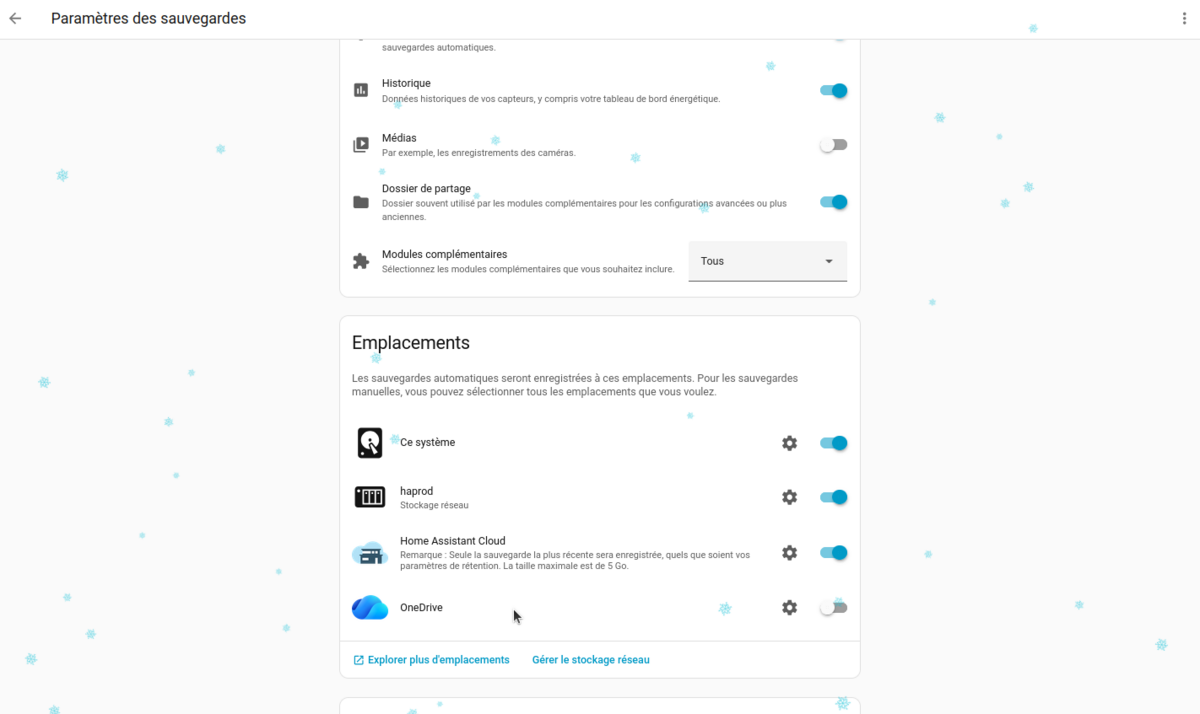 Paramètres des sauvegardes
sauvegardes automatiques.
Historique
Données historiques de vos capteurs, y compris votre tableau de bord énergétique.
Médias
Par exemple, les enregistrements des caméras.
Dossier de partage
Dossier souvent utilisé par les modules complémentaires pour les configurations avancées ou plus
anciennes.
Modules complémentaires
Sélectionnez les modules complémentaires que vous souhaitez inclure.
Tous
Emplacements
Les sauvegardes automatiques seront enregistrées à ces emplacements. Pour les sauvegardes
manuelles, vous pouvez sélectionner tous les emplacements que vous voulez.
Ce système
haprod
Stockage réseau
Home Assistant Cloud
Remarque : Seule la sauvegarde la plus récente sera enregistrée, quels que soient vos
paramètres de rétention. La taille maximale est de 5 Go.
OneDrive
Explorer plus d'emplacements
Gérer le stockage réseau